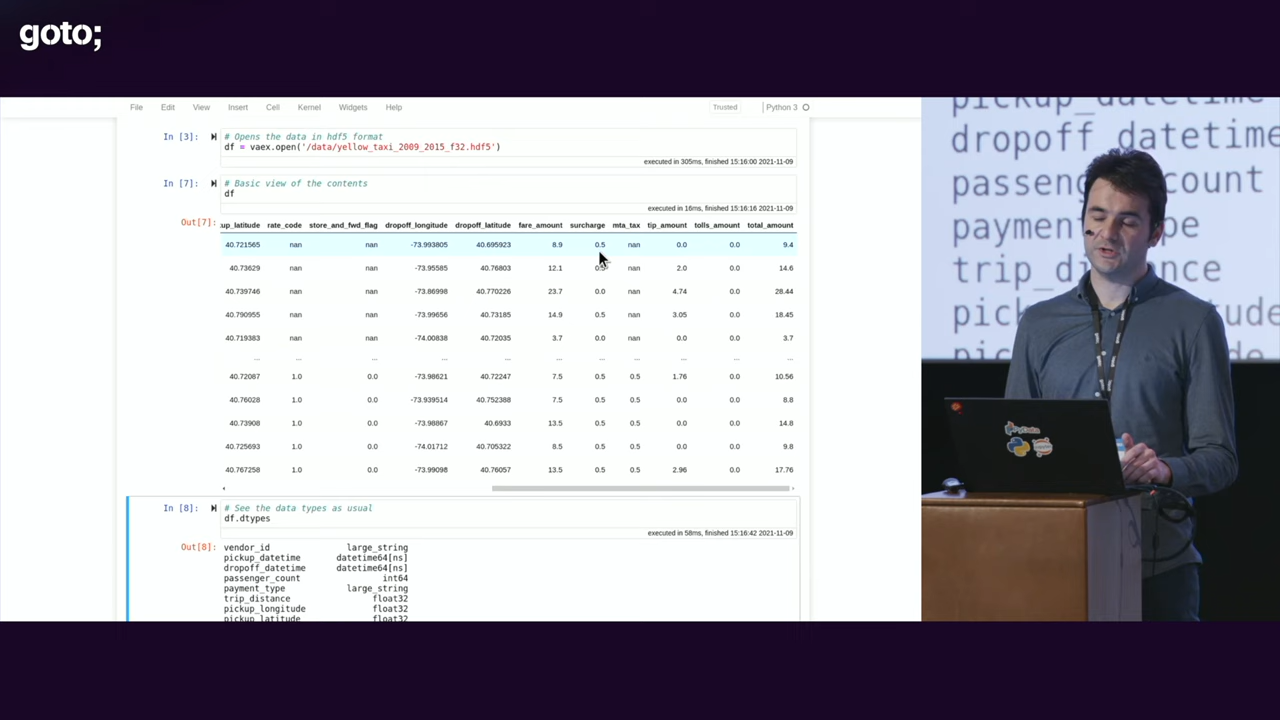 goto;
File Edit View Insert Cell Kernel Widgets Help Trusted Python 3
In [3]: # Opens the data in hdf5 format
df = vaex.open('/data/yellow_taxi_2009_2015_f32.hdf5')
executed in 305ms, finished 15:16:00 2021-11-09
In [7]: # Basic view of the contents
df
executed in 16ms, finished 15:16:16 2021-11-09
Out[7]: up_latitude rate_code store_and_fwd_flag dropoff_longitude dropoff_latitude fare_amount surcharge mta_tax tip_amount tolls_amount total_amount
40.721565 nan nan -73.993805 40.695923 8.9 0.5 nan 0.0 0.0 9.4
40.73629 nan nan -73.95585 40.76803 12.1 nan 2.0 0.0 14.6
40.739746 nan nan -73.86998 40.770226 23.7 0.0 nan 4.74 0.0 28.44
40.790955 nan nan -73.99656 40.73185 14.9 0.5 nan 3.05 0.0 18.45
40.719383 nan nan -74.00838 40.72035 3.7 0.0 nan 0.0 0.0 3.7
... ... ... ... ... ... ... ... ... ... ...
40.72087 1.0 0.0 -73.98621 40.72247 7.5 0.5 0.5 1.76 0.0 10.56
40.76028 1.0 0.0 -73.939514 40.752388 7.5 0.5 0.5 0.0 0.0 8.8
40.73908 1.0 0.0 -73.98867 40.6933 13.5 0.5 0.5 0.0 0.0 14.8
40.725693 1.0 0.0 -74.01712 40.705322 8.5 0.5 0.5 0.0 0.0 9.8
40.767258 1.0 0.0 -73.99098 40.76057 13.5 0.5 0.5 2.96 0.0 17.76
In [8]: # See the data types as usual
df.dtypes
executed in 58ms, finished 15:16:42 2021-11-09
Out[8]: vendor_id large_string
pickup_datetime datetime64[ns]
dropoff_datetime datetime64[ns]
passenger_count int64
payment_type large_string
trip_distance float32
pickup_longitude float32
pickup_latitude float32
pickup_datetime
dropoff_datetime
passen count
payment pe
trip_d nce
pick ude
PyData